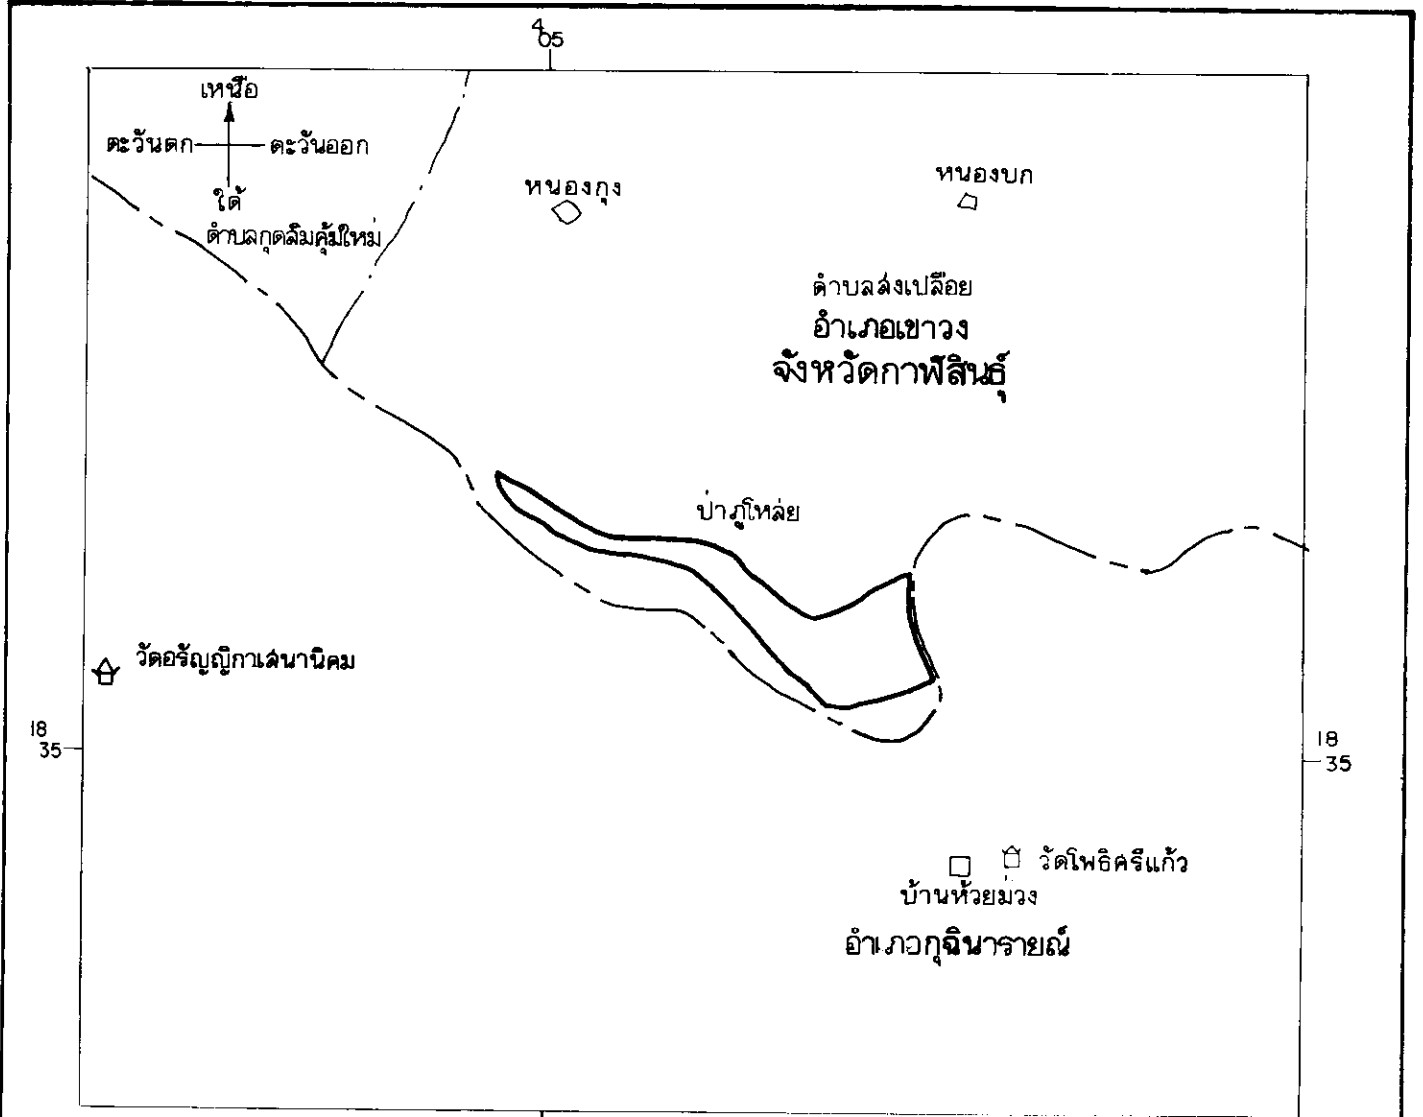 4
05
เหนือ
ตะวันตก ตะวันออก
ใต้
ตำบลกุดสิมคุ้มใหม่
หนองกุง
หนองบก
ตำบลสงเปลือย
อำเภอเขาวง
จังหวัดกาฬสินธุ์
ป่าภูโหล่ย
วัดอรัญญิกาเสนานิคม
18
35
18
35
วัดโพธิศรีแก้ว
บ้านห้วยม่วง
อำเภอกุฉินารายณ์